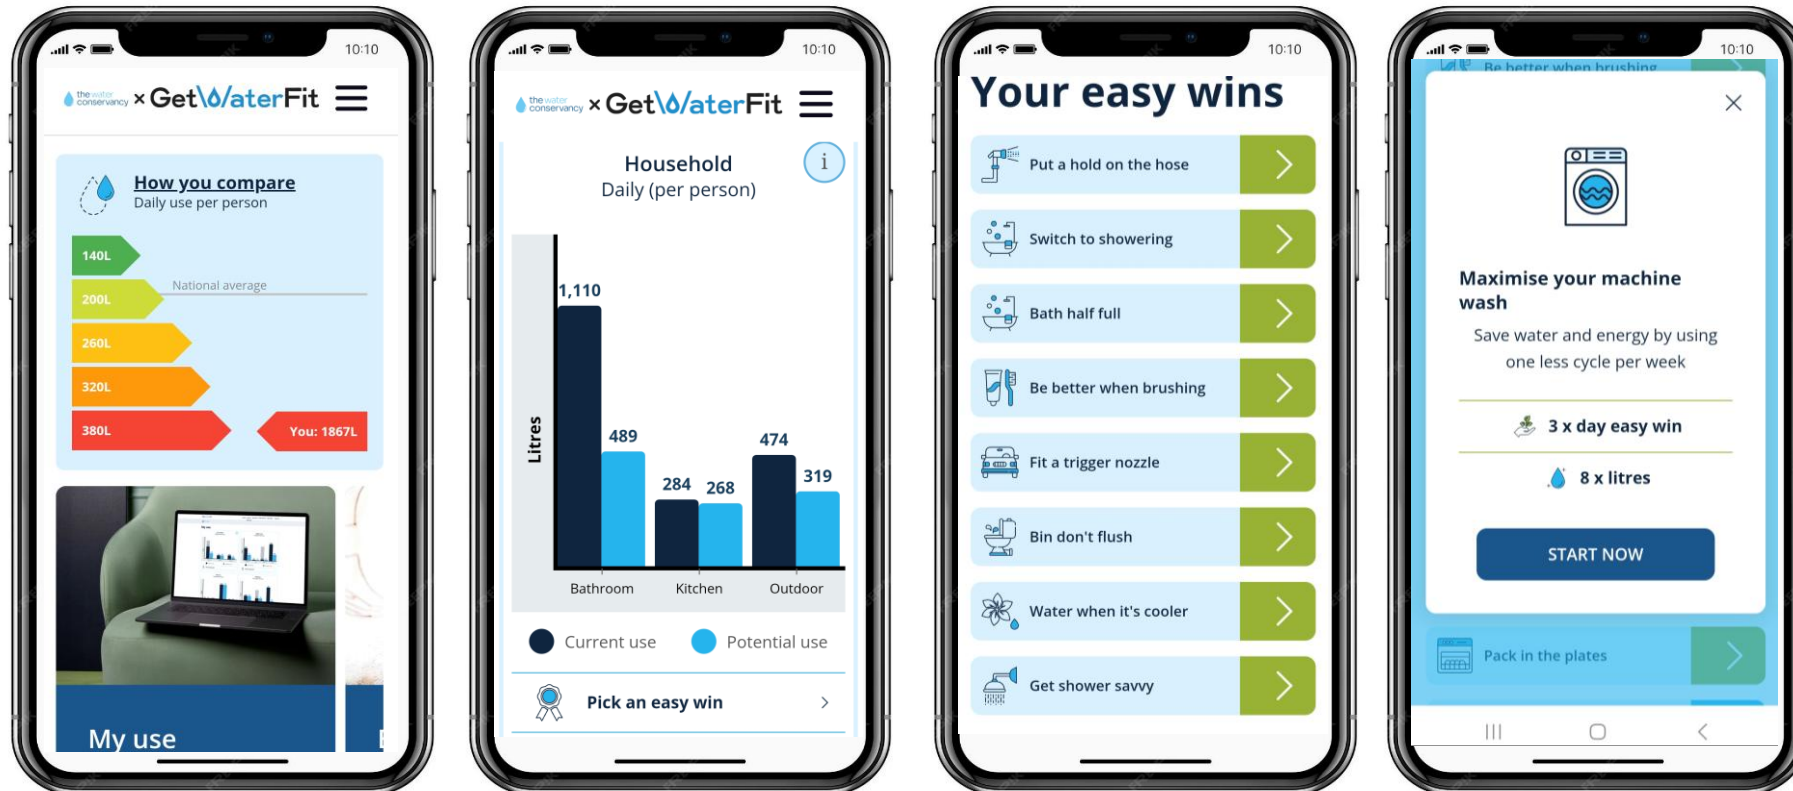 10:10
the water
conservancy × GetWaterFit
How you compare
Daily use per person
140L
National average
200L
260L
320L
380L
You: 1867L
My use
10:10
the water
conservancy × GetWaterFit
Household
i
Daily (per person)
Litres
1,110
489
284
268
474
319
Bathroom
Kitchen
Outdoor
Current use
Potential use
Pick an easy win
10:10
Your easy wins
Put a hold on the hose
Switch to showering
Bath half full
Be better when brushing
Fit a trigger nozzle
Bin don't flush
Water when it's cooler
Get shower savvy
10:10
Be better when brushing
Maximise your machine
wash
Save water and energy by using
one less cycle per week
3 x day easy win
8 x litres
START NOW
Pack in the plates